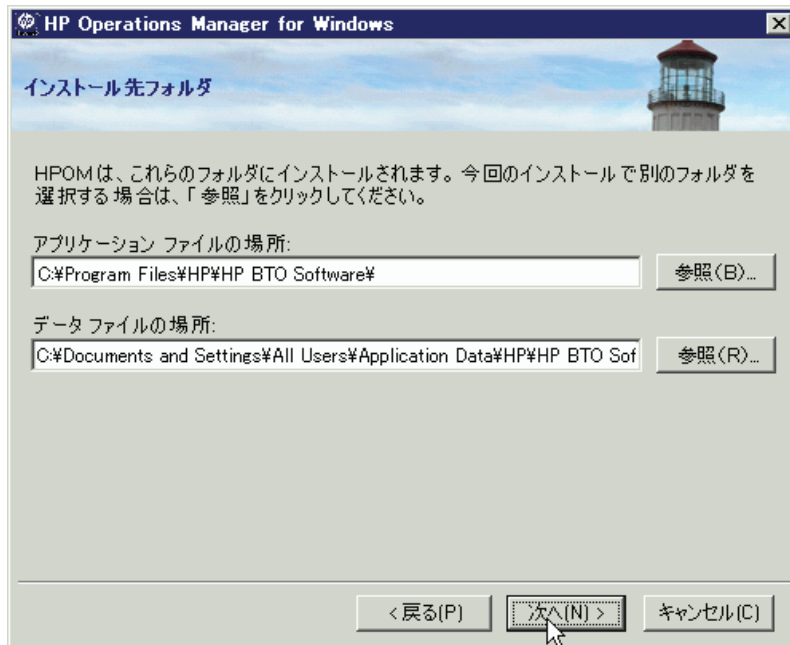 HP Operations Manager for Windows
インストール先フォルダ
HPOMは、これらのフォルダにインストールされます。今回のインストールで別のフォルダを
選択する場合は、「参照」をクリックしてください。
アプリケーション ファイルの場所:
C:¥Program Files¥HP¥HP BTO Software¥
参照(B)...
データファイルの場所:
C:¥Documents and Settings¥All Users¥Application Data¥HP¥HP BTO Sof
参照(R)...
<戻る(P)
次へ(N) >
キャンセル(C)